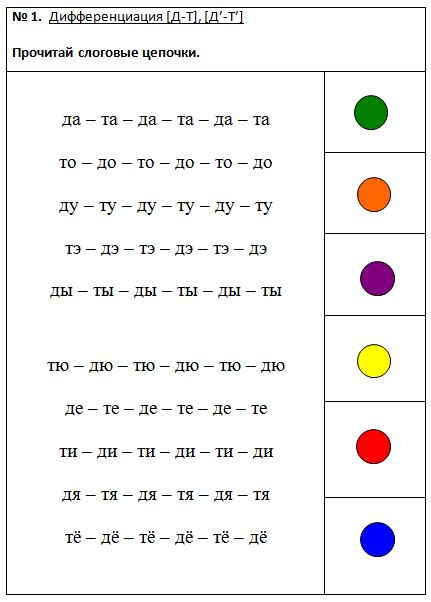 № 1. Дифференциация [Д-Т], [Д’-Т’]
Прочитай слоговые цепочки.
да – та – да – та – да – та
то – до – то – до – то – до
ду – ту – ду – ту – ду – ту
тэ – дэ – тэ – дэ – тэ – дэ
ды – ты – ды – ты – ды – ты
тю – дю – тю – дю – тю – дю
де – те – де – те – де – те
ти – ди – ти – ди – ти – ди
дя – тя – дя – тя – дя – тя
тё – дё – тё – дё – тё – дё